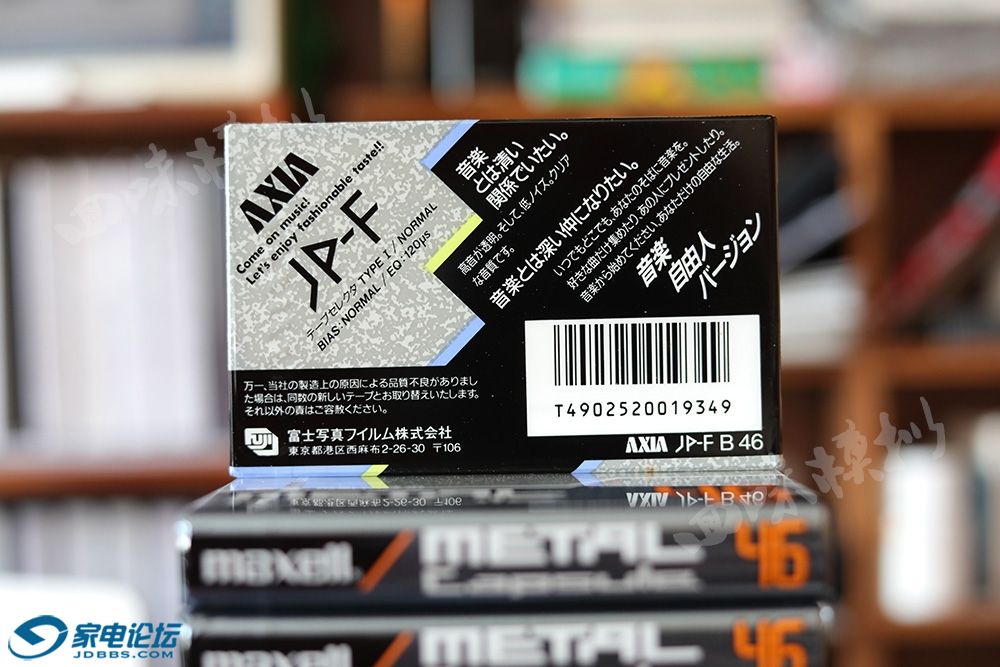 AXIA
Come on music!
Let's enjoy fashionable taste!!
JP-F
テープセレクタ TYPE I / NORMAL
BIAS:NORMAL / EQ:120μs
音楽
とは清い
関係でいたい。
高音が透明。そして、低ノイズ。クリア
な音質です。
音楽とは深い仲になりたい。
いつでもどこでも、あなたのそばに音楽を。
好きな曲だけ集めたり、あの人にプレゼントしたり。
音楽から始めてください、あなただけの自由な生活。
音楽
自由人
バージョン
万一、当社の製造上の原因による品質不良がありまし
た場合は、同数の新しいテープとお取り替えいたします。
それ以外の責はご容赦ください。
FUJI
富士写真フイルム株式会社
東京都港区西麻布2-26-30 〒106
T4902520019349
AXIA JP-F B 46
maxell METAL 46
Capsule
METAL 46
家电论坛
JDBBS.COM